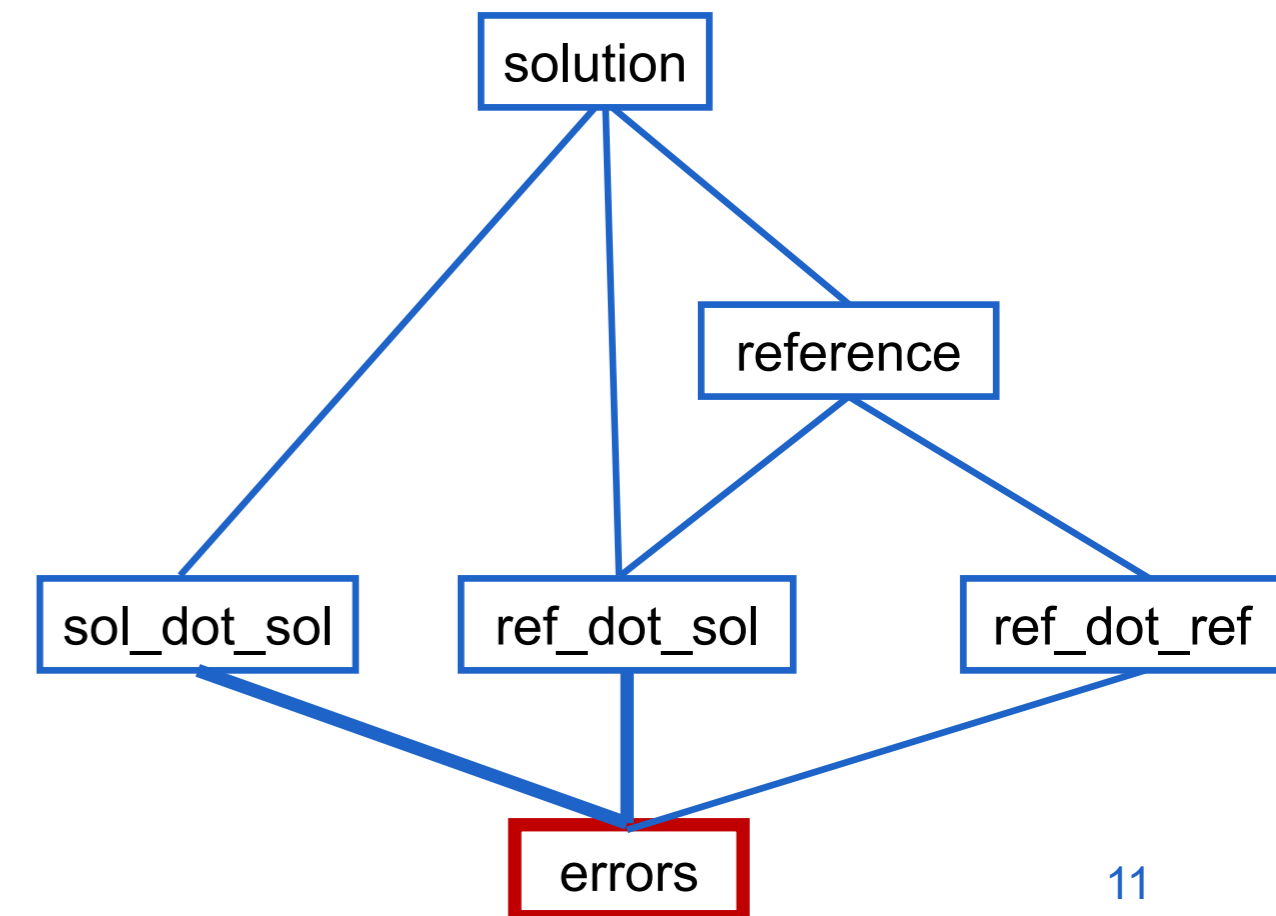 solution
reference
sol_dot_sol
ref_dot_sol
ref_dot_ref
errors
11